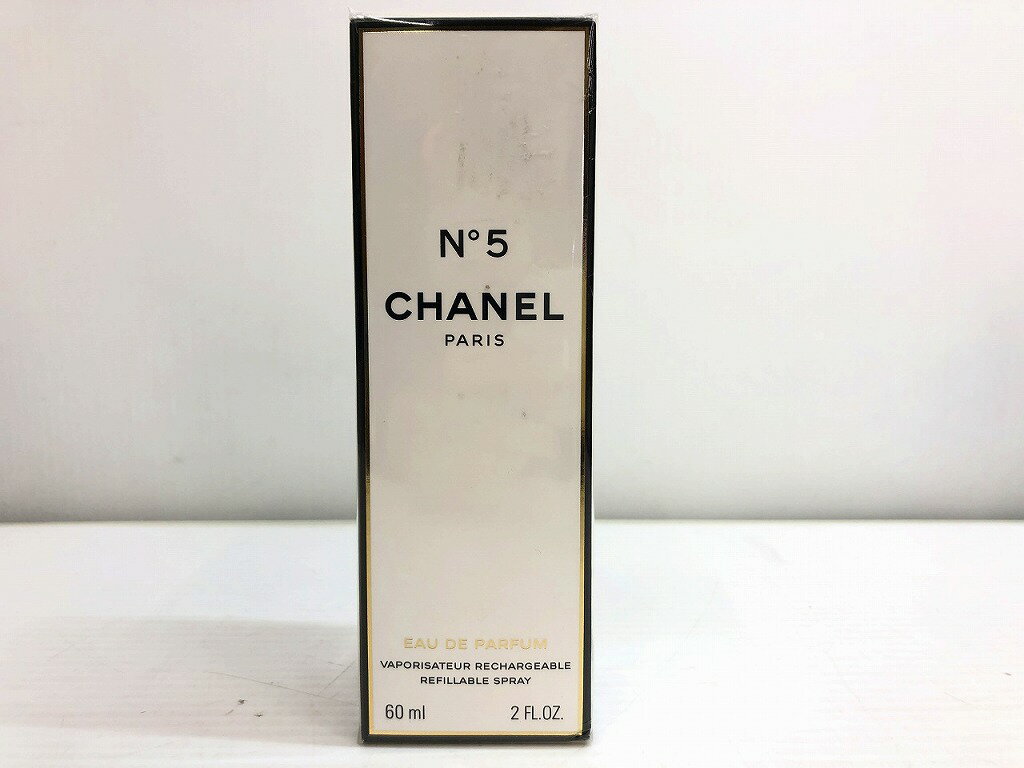 N°5
CHANEL
PARIS
EAU DE PARFUM
VAPORISATEUR RECHARGEABLE
REFILLABLE SPRAY
60 ml 2 FL.OZ.